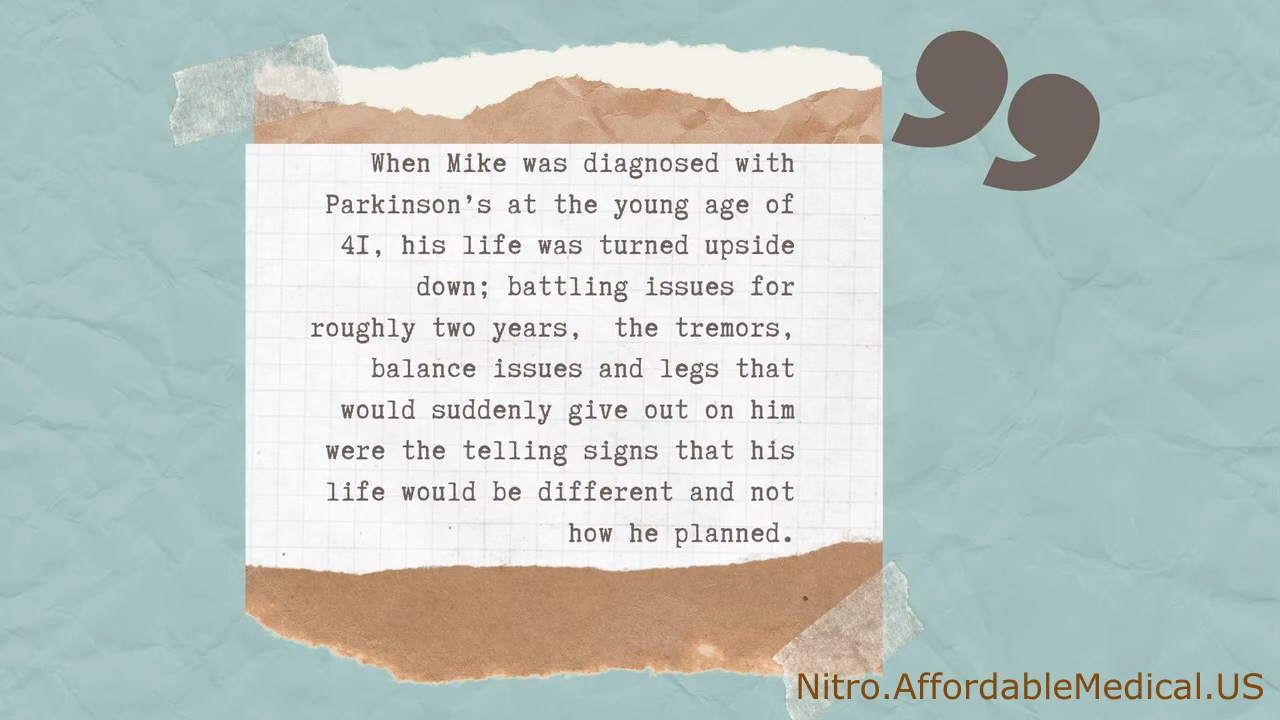 When Mike was diagnosed with
Parkinson’s at the young age of
4I, his life was turned upside
down; battling issues for
roughly two years,  the tremors,
balance issues and legs that
would suddenly give out on him
were the telling signs that his
life would be different and not
how he planned.
Nitro.AffordableMedical.US